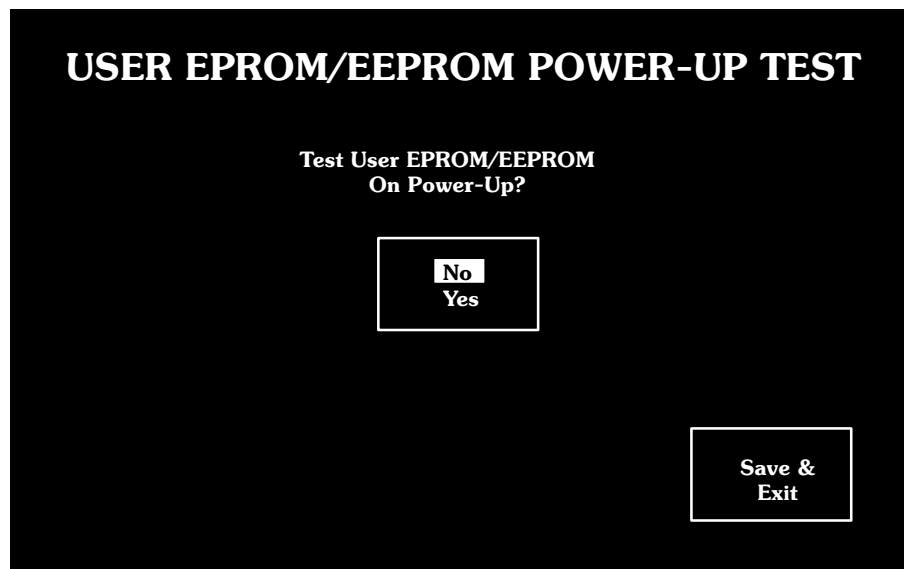 USER EPROM/EEPROM POWER-UP TEST
Test User EPROM/EEPROM
On Power-Up?
No
Yes
Save &
Exit